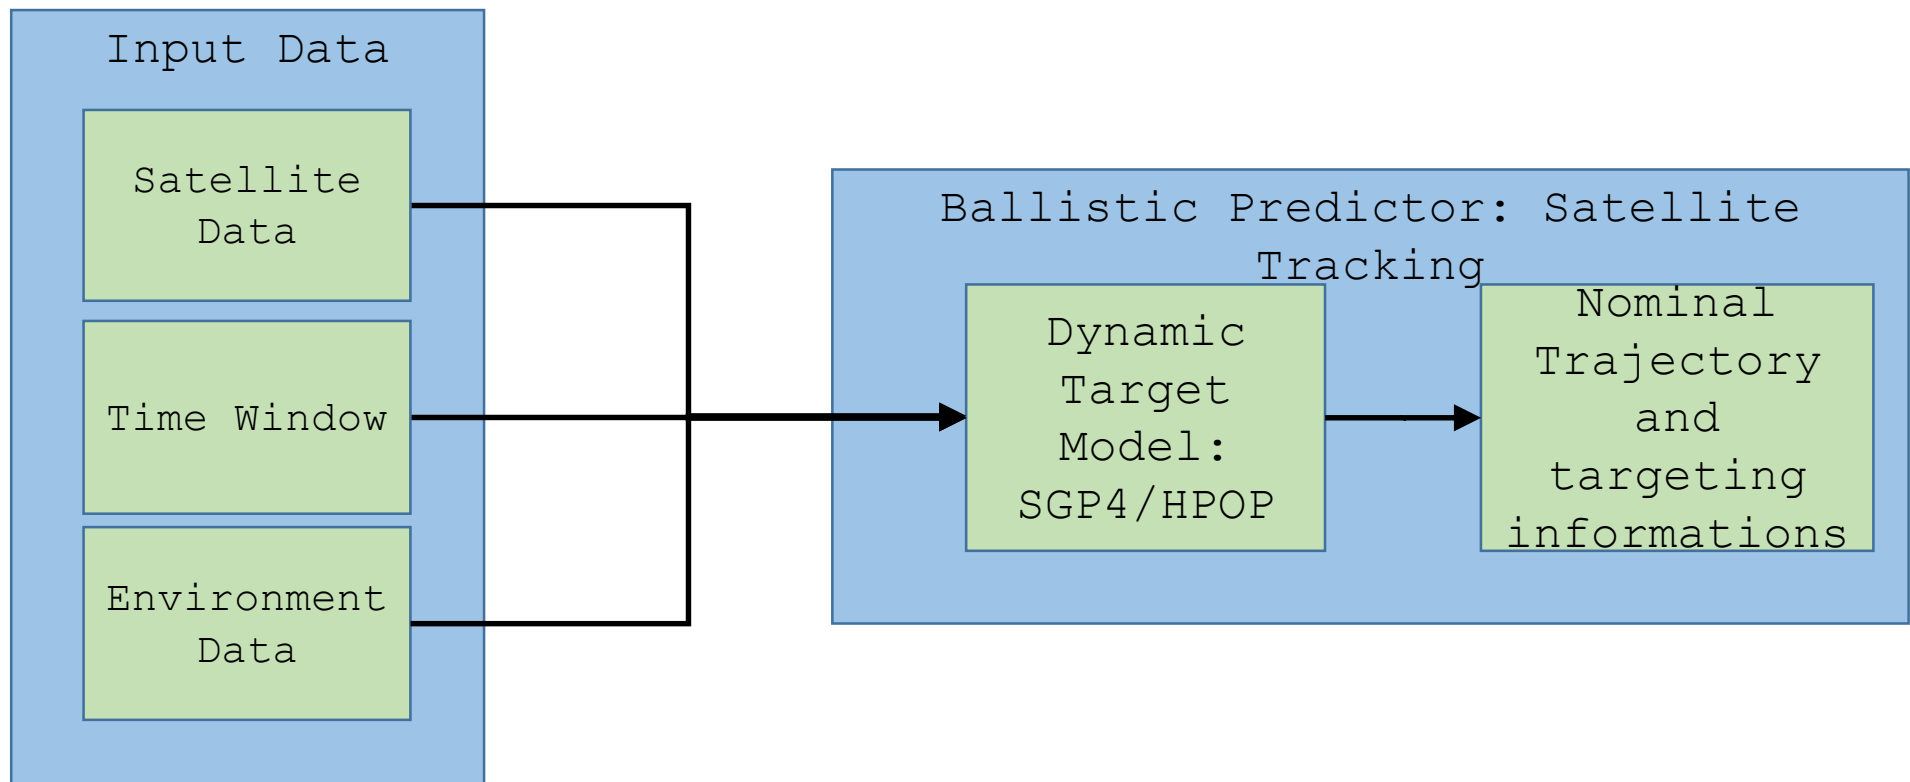 Input Data
Satellite
Data
Time Window
Environment
Data
Ballistic Predictor: Satellite
Tracking
Dynamic
Target
Model:
SGP4/HPOP
Nominal
Trajectory
and
targeting
informations